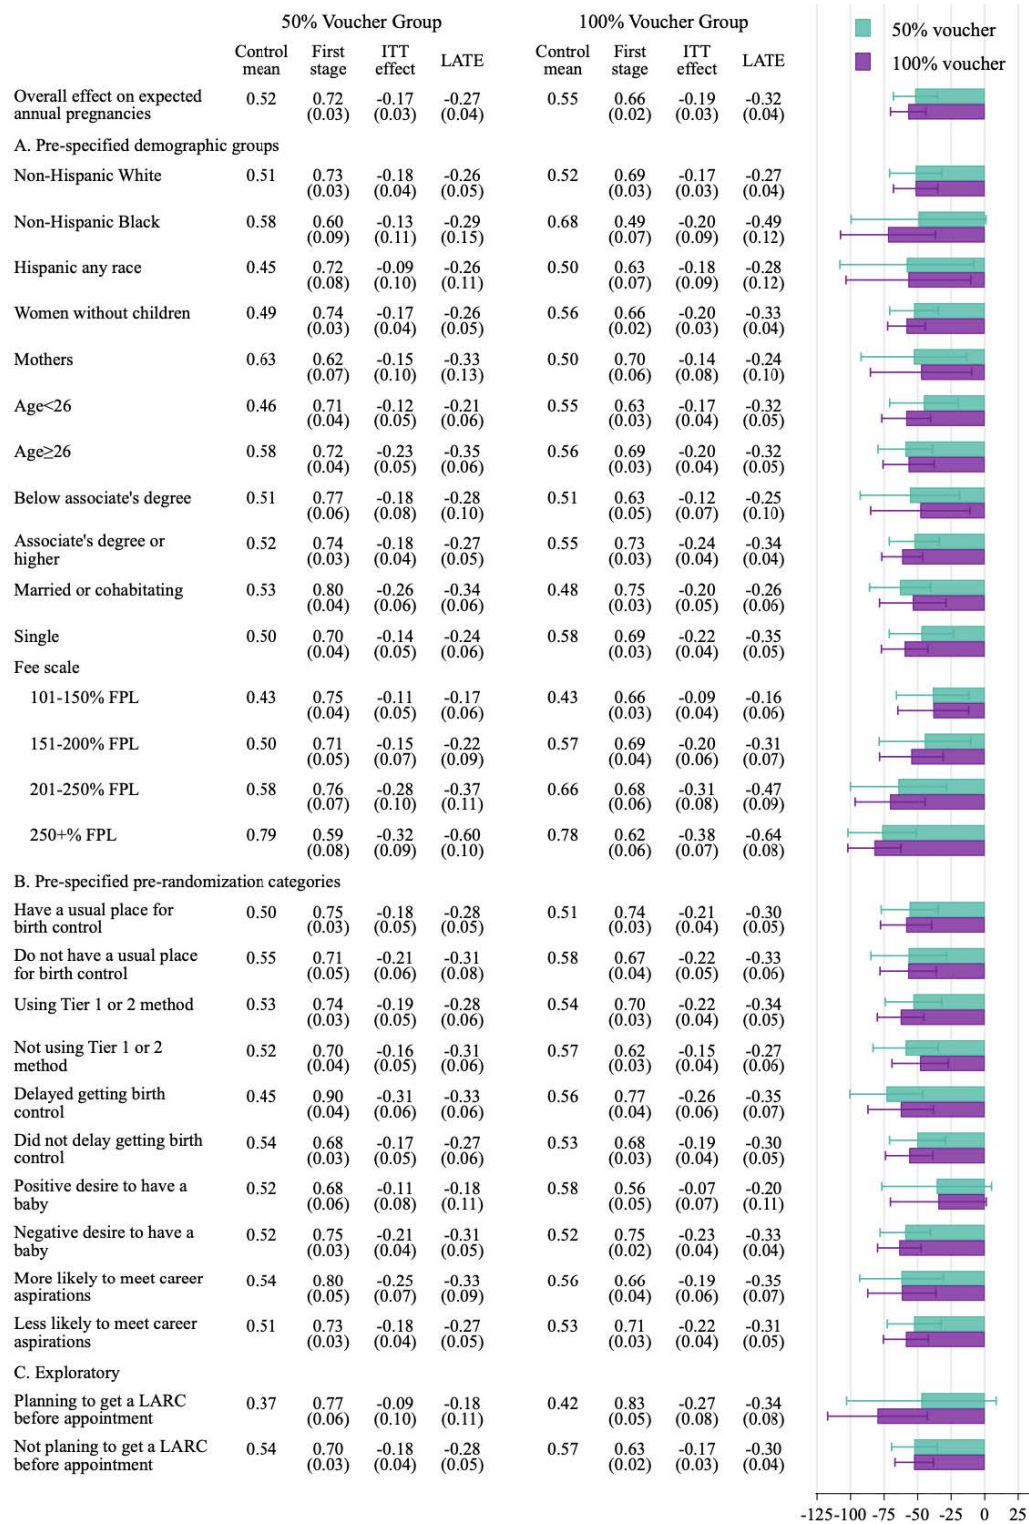 50% Voucher Group 100% Voucher Group
50% voucher
100% voucher
Control mean First stage ITT effect LATE Control mean First stage ITT effect LATE
Overall effect on expected 0.52 0.72 -0.17 -0.27 0.55 0.66 -0.19 -0.32
annual pregnancies (0.03) (0.03) (0.04) (0.02) (0.03) (0.04)
A. Pre-specified demographic groups
Non-Hispanic White 0.51 0.73 -0.18 -0.26 0.52 0.69 -0.17 -0.27
(0.03) (0.04) (0.05) (0.03) (0.03) (0.04)
Non-Hispanic Black 0.58 0.60 -0.13 -0.29 0.68 0.49 -0.20 -0.49
(0.09) (0.11) (0.15) (0.07) (0.09) (0.12)
Hispanic any race 0.45 0.72 -0.09 -0.26 0.50 0.63 -0.18 -0.28
(0.08) (0.10) (0.11) (0.07) (0.09) (0.12)
Women without children 0.49 0.74 -0.17 -0.26 0.56 0.66 -0.20 -0.33
(0.03) (0.04) (0.05) (0.02) (0.03) (0.04)
Mothers 0.63 0.62 -0.15 -0.33 0.50 0.70 -0.14 -0.24
(0.07) (0.10) (0.13) (0.06) (0.08) (0.10)
Age<26 0.46 0.71 -0.12 -0.21 0.55 0.63 -0.17 -0.32
(0.04) (0.05) (0.06) (0.03) (0.04) (0.05)
Age≥26 0.58 0.72 -0.23 -0.35 0.56 0.69 -0.20 -0.32
(0.04) (0.05) (0.06) (0.03) (0.04) (0.05)
Below associate's degree 0.51 0.77 -0.18 -0.28 0.51 0.63 -0.12 -0.25
(0.06) (0.08) (0.10) (0.05) (0.07) (0.10)
Associate's degree or 0.52 0.74 -0.18 -0.27 0.55 0.73 -0.24 -0.34
higher (0.03) (0.04) (0.05) (0.03) (0.04) (0.04)
Married or cohabitating 0.53 0.80 -0.26 -0.34 0.48 0.75 -0.20 -0.26
(0.04) (0.06) (0.06) (0.03) (0.05) (0.06)
Single 0.50 0.70 -0.14 -0.24 0.58 0.69 -0.22 -0.35
(0.04) (0.05) (0.06) (0.03) (0.04) (0.05)
Fee scale
101-150% FPL 0.43 0.75 -0.11 -0.17 0.43 0.66 -0.09 -0.16
(0.04) (0.05) (0.06) (0.03) (0.04) (0.06)
151-200% FPL 0.50 0.71 -0.15 -0.22 0.57 0.69 -0.20 -0.31
(0.05) (0.07) (0.09) (0.04) (0.06) (0.07)
201-250% FPL 0.58 0.76 -0.28 -0.37 0.66 0.68 -0.31 -0.47
(0.07) (0.10) (0.11) (0.06) (0.08) (0.09)
250+% FPL 0.79 0.59 -0.32 -0.60 0.78 0.62 -0.38 -0.64
(0.08) (0.09) (0.10) (0.06) (0.07) (0.08)
B. Pre-specified pre-randomization categories
Have a usual place for 0.50 0.75 -0.18 -0.28 0.51 0.74 -0.21 -0.30
birth control (0.03) (0.05) (0.05) (0.03) (0.04) (0.05)
Do not have a usual place 0.55 0.71 -0.21 -0.31 0.58 0.67 -0.22 -0.33
for birth control (0.05) (0.06) (0.08) (0.04) (0.05) (0.06)
Using Tier 1 or 2 method 0.53 0.74 -0.19 -0.28 0.54 0.70 -0.22 -0.34
(0.03) (0.05) (0.06) (0.03) (0.04) (0.05)
Not using Tier 1 or 2 0.52 0.70 -0.16 -0.31 0.57 0.62 -0.15 -0.27
method (0.04) (0.05) (0.06) (0.03) (0.04) (0.06)
Delayed getting birth 0.45 0.90 -0.31 -0.33 0.56 0.77 -0.26 -0.35
control (0.04) (0.06) (0.06) (0.04) (0.06) (0.07)
Did not delay getting birth 0.54 0.68 -0.17 -0.27 0.53 0.68 -0.19 -0.30
control (0.03) (0.05) (0.06) (0.03) (0.04) (0.05)
Positive desire to have a 0.52 0.68 -0.11 -0.18 0.58 0.56 -0.07 -0.20
baby (0.06) (0.08) (0.11) (0.05) (0.07) (0.11)
Negative desire to have a 0.52 0.75 -0.21 -0.31 0.52 0.75 -0.23 -0.33
baby (0.03) (0.04) (0.05) (0.02) (0.04) (0.04)
More likely to meet career 0.54 0.80 -0.25 -0.33 0.56 0.66 -0.19 -0.35
aspirations (0.05) (0.07) (0.09) (0.04) (0.06) (0.07)
Less likely to meet career 0.51 0.73 -0.18 -0.27 0.53 0.71 -0.22 -0.31
aspirations (0.03) (0.04) (0.05) (0.03) (0.04) (0.05)
C. Exploratory
Planning to get a LARC 0.37 0.77 -0.09 -0.18 0.42 0.83 -0.27 -0.34
before appointment (0.06) (0.10) (0.11) (0.05) (0.08) (0.08)
Not planing to get a LARC 0.54 0.70 -0.18 -0.28 0.57 0.63 -0.17 -0.30
before appointment (0.03) (0.04) (0.05) (0.02) (0.03) (0.04)
-125 -100 -75 -50 -25 0 25